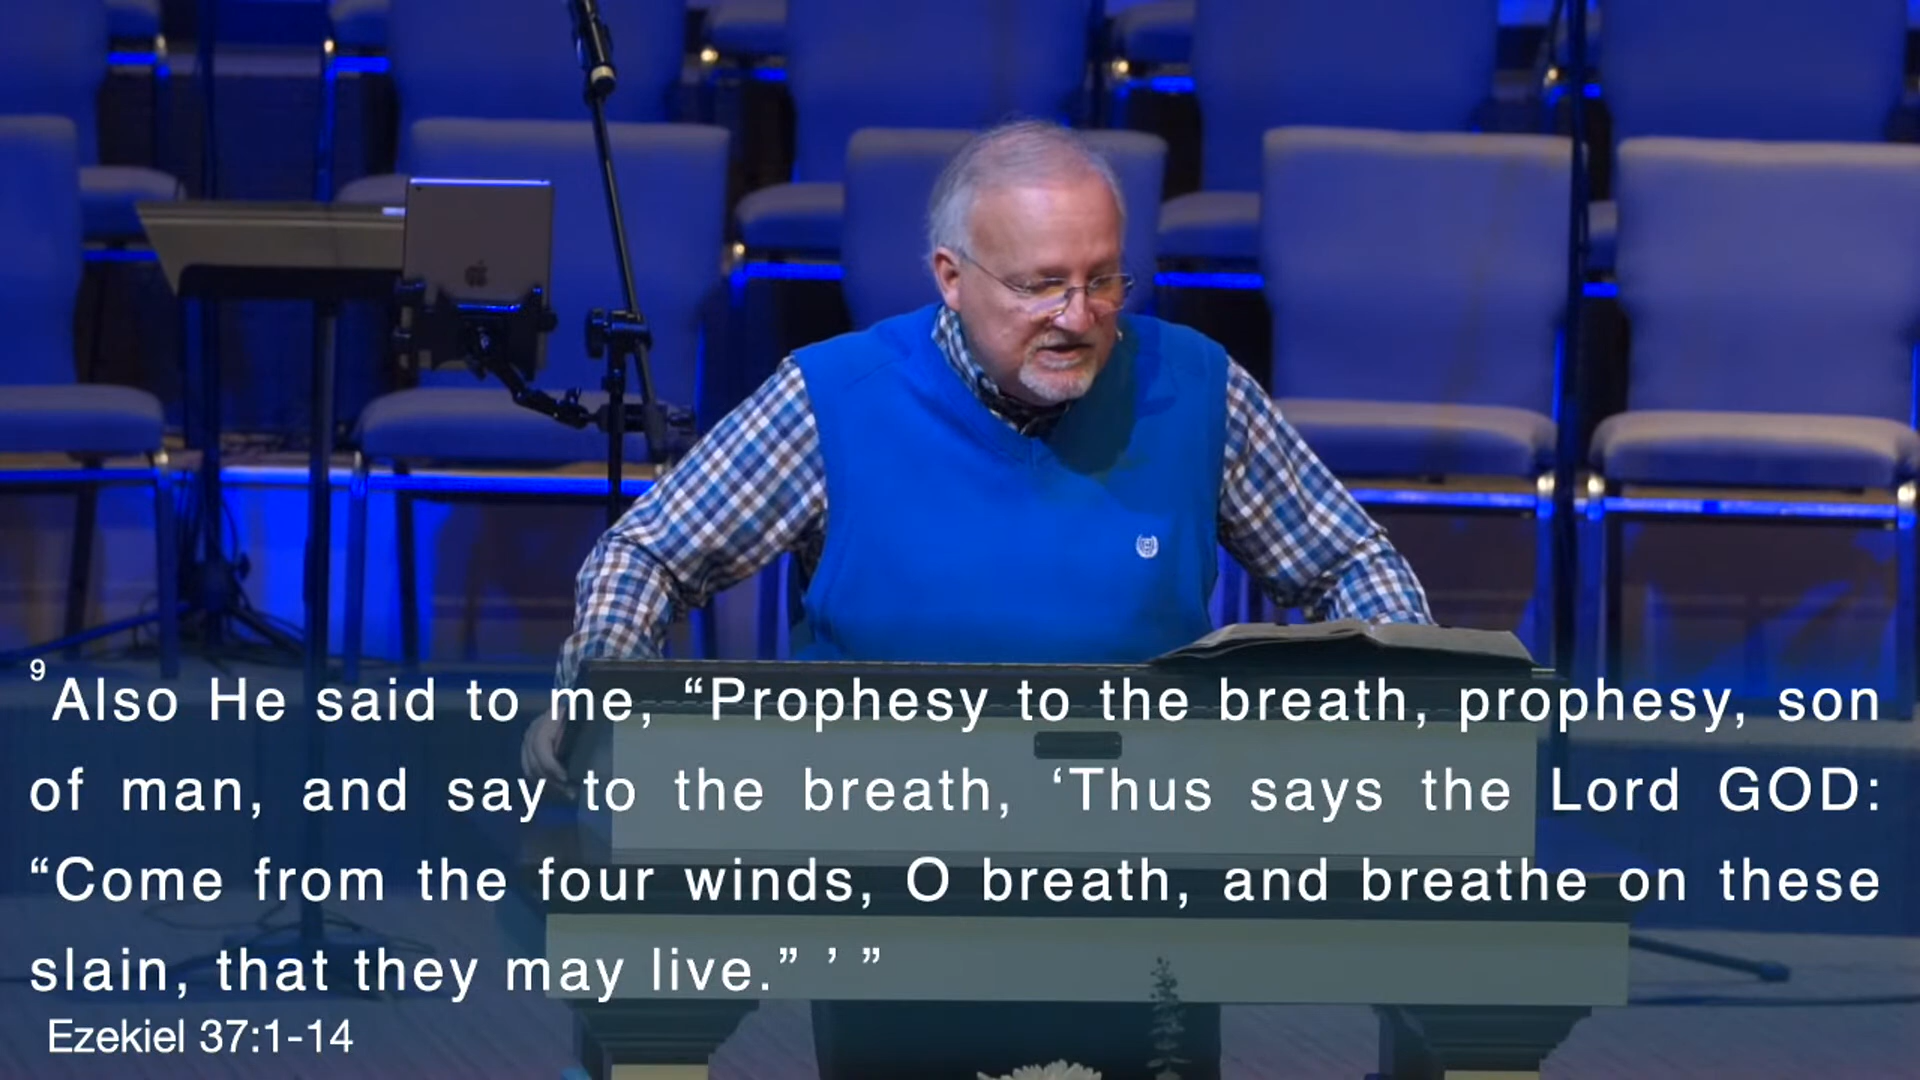 ⁹Also He said to me, “Prophesy to the breath, prophesy, son
of man, and say to the breath, ‘Thus says the Lord GOD:
“Come from the four winds, O breath, and breathe on these
slain, that they may live.” ’ ”
Ezekiel 37:1-14